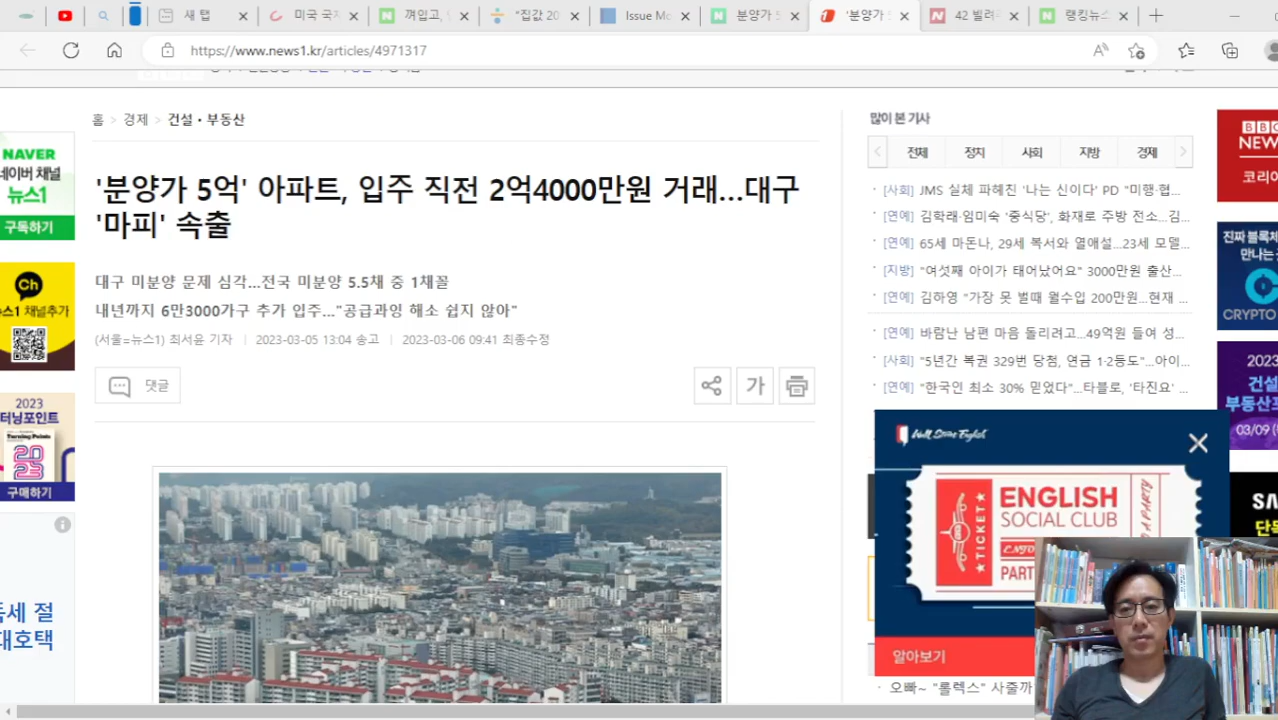 새 탭
미국 국
껴입고,
"집값 20
Issue Mo
분양가 5
'분양가
42 빌려
랭킹뉴스
https://www.news1.kr/articles/4971317
홈 > 경제 > 건설・부동산
'분양가 5억' 아파트, 입주 직전 2억4000만원 거래…대구
'마피' 속출
대구 미분양 문제 심각…전국 미분양 5.5채 중 1채꼴
내년까지 6만3000가구 추가 입주…"공급과잉 해소 쉽지 않아"
(서울=뉴스1) 최서윤 기자 | 2023-03-05 13:04 송고 | 2023-03-06 09:41 최종수정
댓글
가
NAVER
네이버 채널
뉴스1
구독하기
Ch
뉴스1 채널추가
2023
터닝포인트
Turning Points
2023
구매하기
득세 절
대호택
많이 본 기사
전체 정치 사회 지방 경제
[사회] JMS 실체 파헤친 '나는 신이다' PD "미행·협...
[연예] 김학래·임미숙 '중식당', 화재로 주방 전소...김...
[연예] 65세 마돈나, 29세 복서와 열애설...23세 모델...
[지방] "여섯째 아이가 태어났어요" 3000만원 출산...
[연예] 김하영 "가장 못 벌때 월수입 200만원...현재 ...
[연예] 바람난 남편 마음 돌리려고...49억원 들여 성...
[사회] "5년간 복권 329번 당첨, 연금 1·2등도"...아이...
[연예] "한국인 최소 30% 믿었다"...타블로, '타진요' ...
Wall Street English
ENGLISH
SOCIAL CLUB
TICKET
ENJOY
PART
알아보기
오빠~ "롤렉스" 사줄까
BBC
NEW
코리
진짜 블록체
만나는
CRYPTO
2023
건설
부동산포
03/09 (
SA
단독